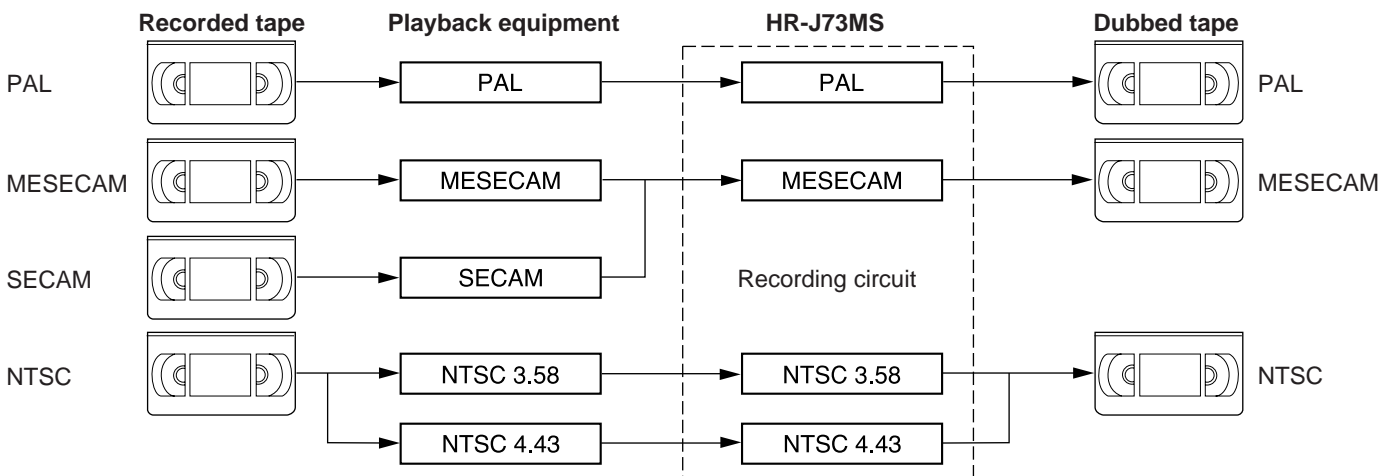 Recorded tape Playback equipment HR-J73MS Dubbed tape
PAL PAL PAL PAL
MESECAM MESECAM MESECAM MESECAM
SECAM SECAM Recording circuit
NTSC NTSC 3.58 NTSC 3.58 NTSC
NTSC 4.43 NTSC 4.43